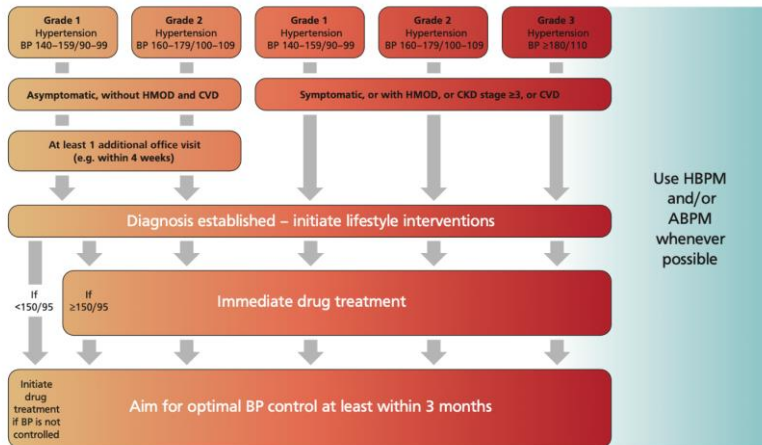 Grade 1
Hypertension
BP 140–159/90–99
Grade 2
Hypertension
BP 160–179/100–109
Grade 1
Hypertension
BP 140–159/90–99
Grade 2
Hypertension
BP 160–179/100–109
Grade 3
Hypertension
BP ≥180/110
Asymptomatic, without HMOD and CVD
Symptomatic, or with HMOD, or CKD stage ≥3, or CVD
At least 1 additional office visit
(e.g. within 4 weeks)
Diagnosis established – initiate lifestyle interventions
If
<150/95
If
≥150/95
Immediate drug treatment
Initiate
drug
treatment
if BP is not
controlled
Aim for optimal BP control at least within 3 months
Use HBPM
and/or
ABPM
whenever
possible